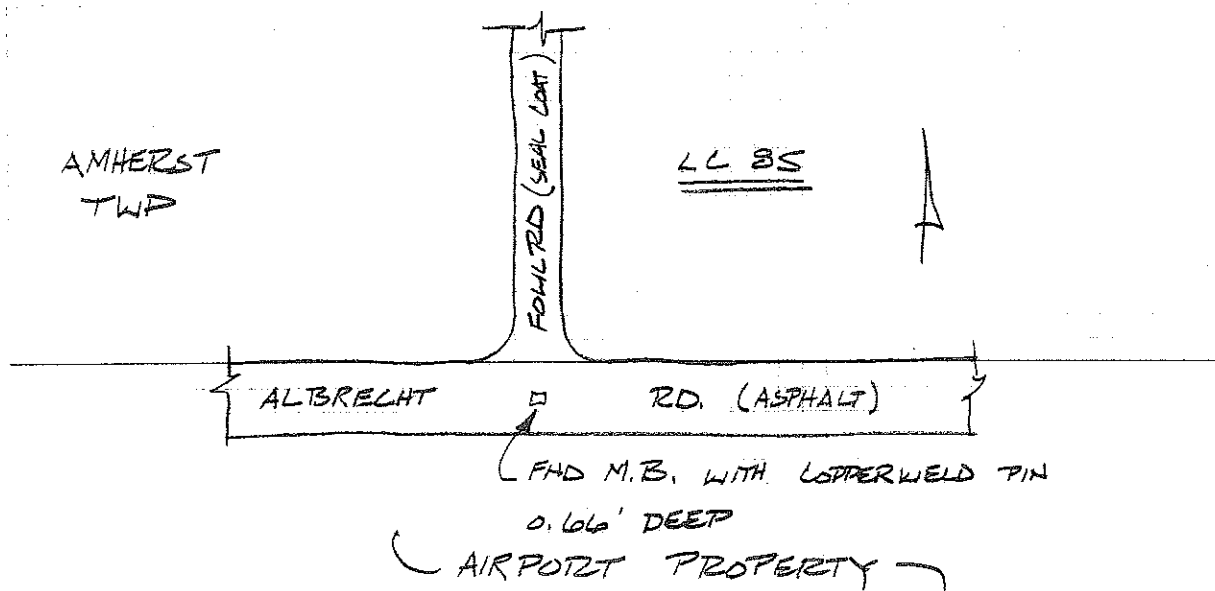 AMHERST
TWP
FOWL RD (SEAL COAT)
LC 85
ALBRECHT RD. (ASPHALT)
FND M.B. WITH COPPERWELD PIN
0.66' DEEP
AIRPORT PROPERTY